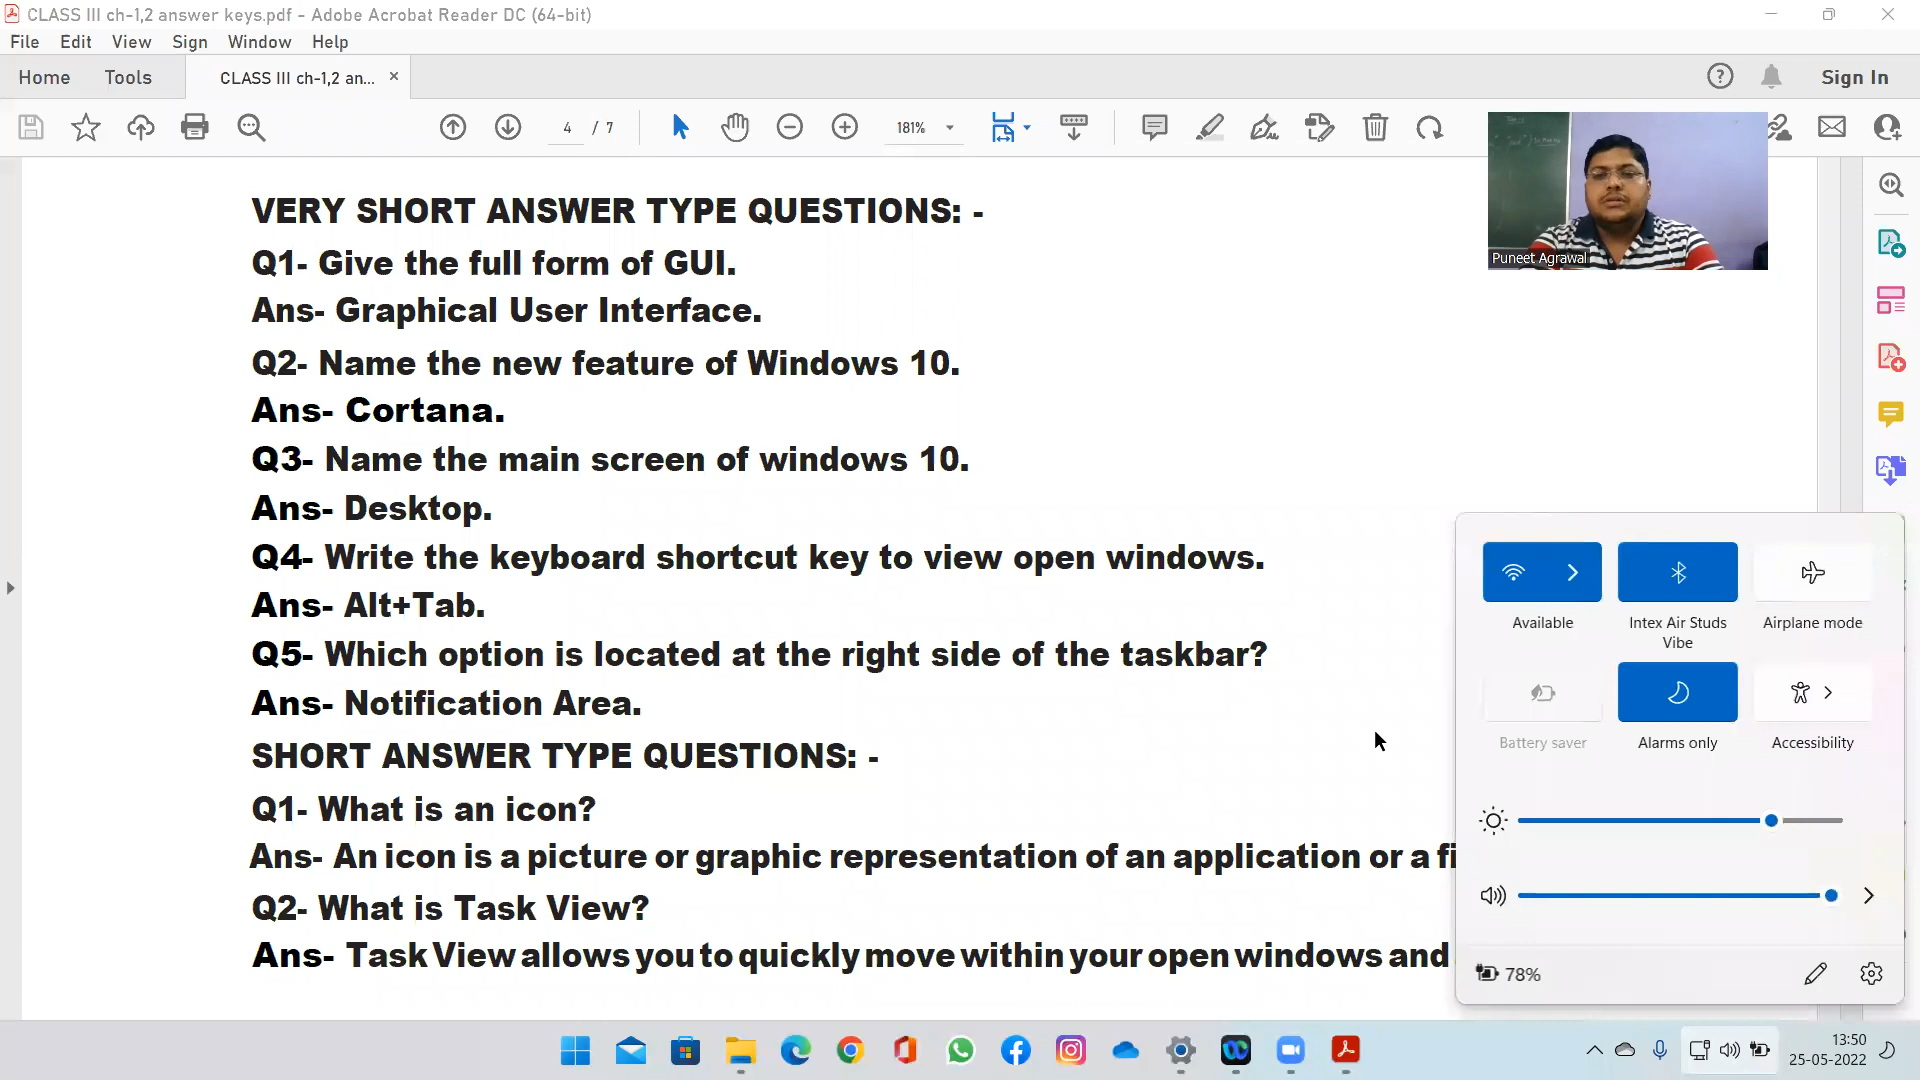 CLASS III ch-1,2 answer keys.pdf - Adobe Acrobat Reader DC (64-bit)
File Edit View Sign Window Help
Home Tools CLASS III ch-1,2 an... × Sign In
4 / 7 181%
Puneet Agrawal
VERY SHORT ANSWER TYPE QUESTIONS: -
Q1- Give the full form of GUI.
Ans- Graphical User Interface.
Q2- Name the new feature of Windows 10.
Ans- Cortana.
Q3- Name the main screen of windows 10.
Ans- Desktop.
Q4- Write the keyboard shortcut key to view open windows.
Ans- Alt+Tab.
Q5- Which option is located at the right side of the taskbar?
Ans- Notification Area.
SHORT ANSWER TYPE QUESTIONS: -
Q1- What is an icon?
Ans- An icon is a picture or graphic representation of an application or a fi
Q2- What is Task View?
Ans- Task View allows you to quickly move within your open windows and
Available Intex Air Studs Airplane mode
Vibe
Battery saver Alarms only Accessibility
78%
13:50
25-05-2022